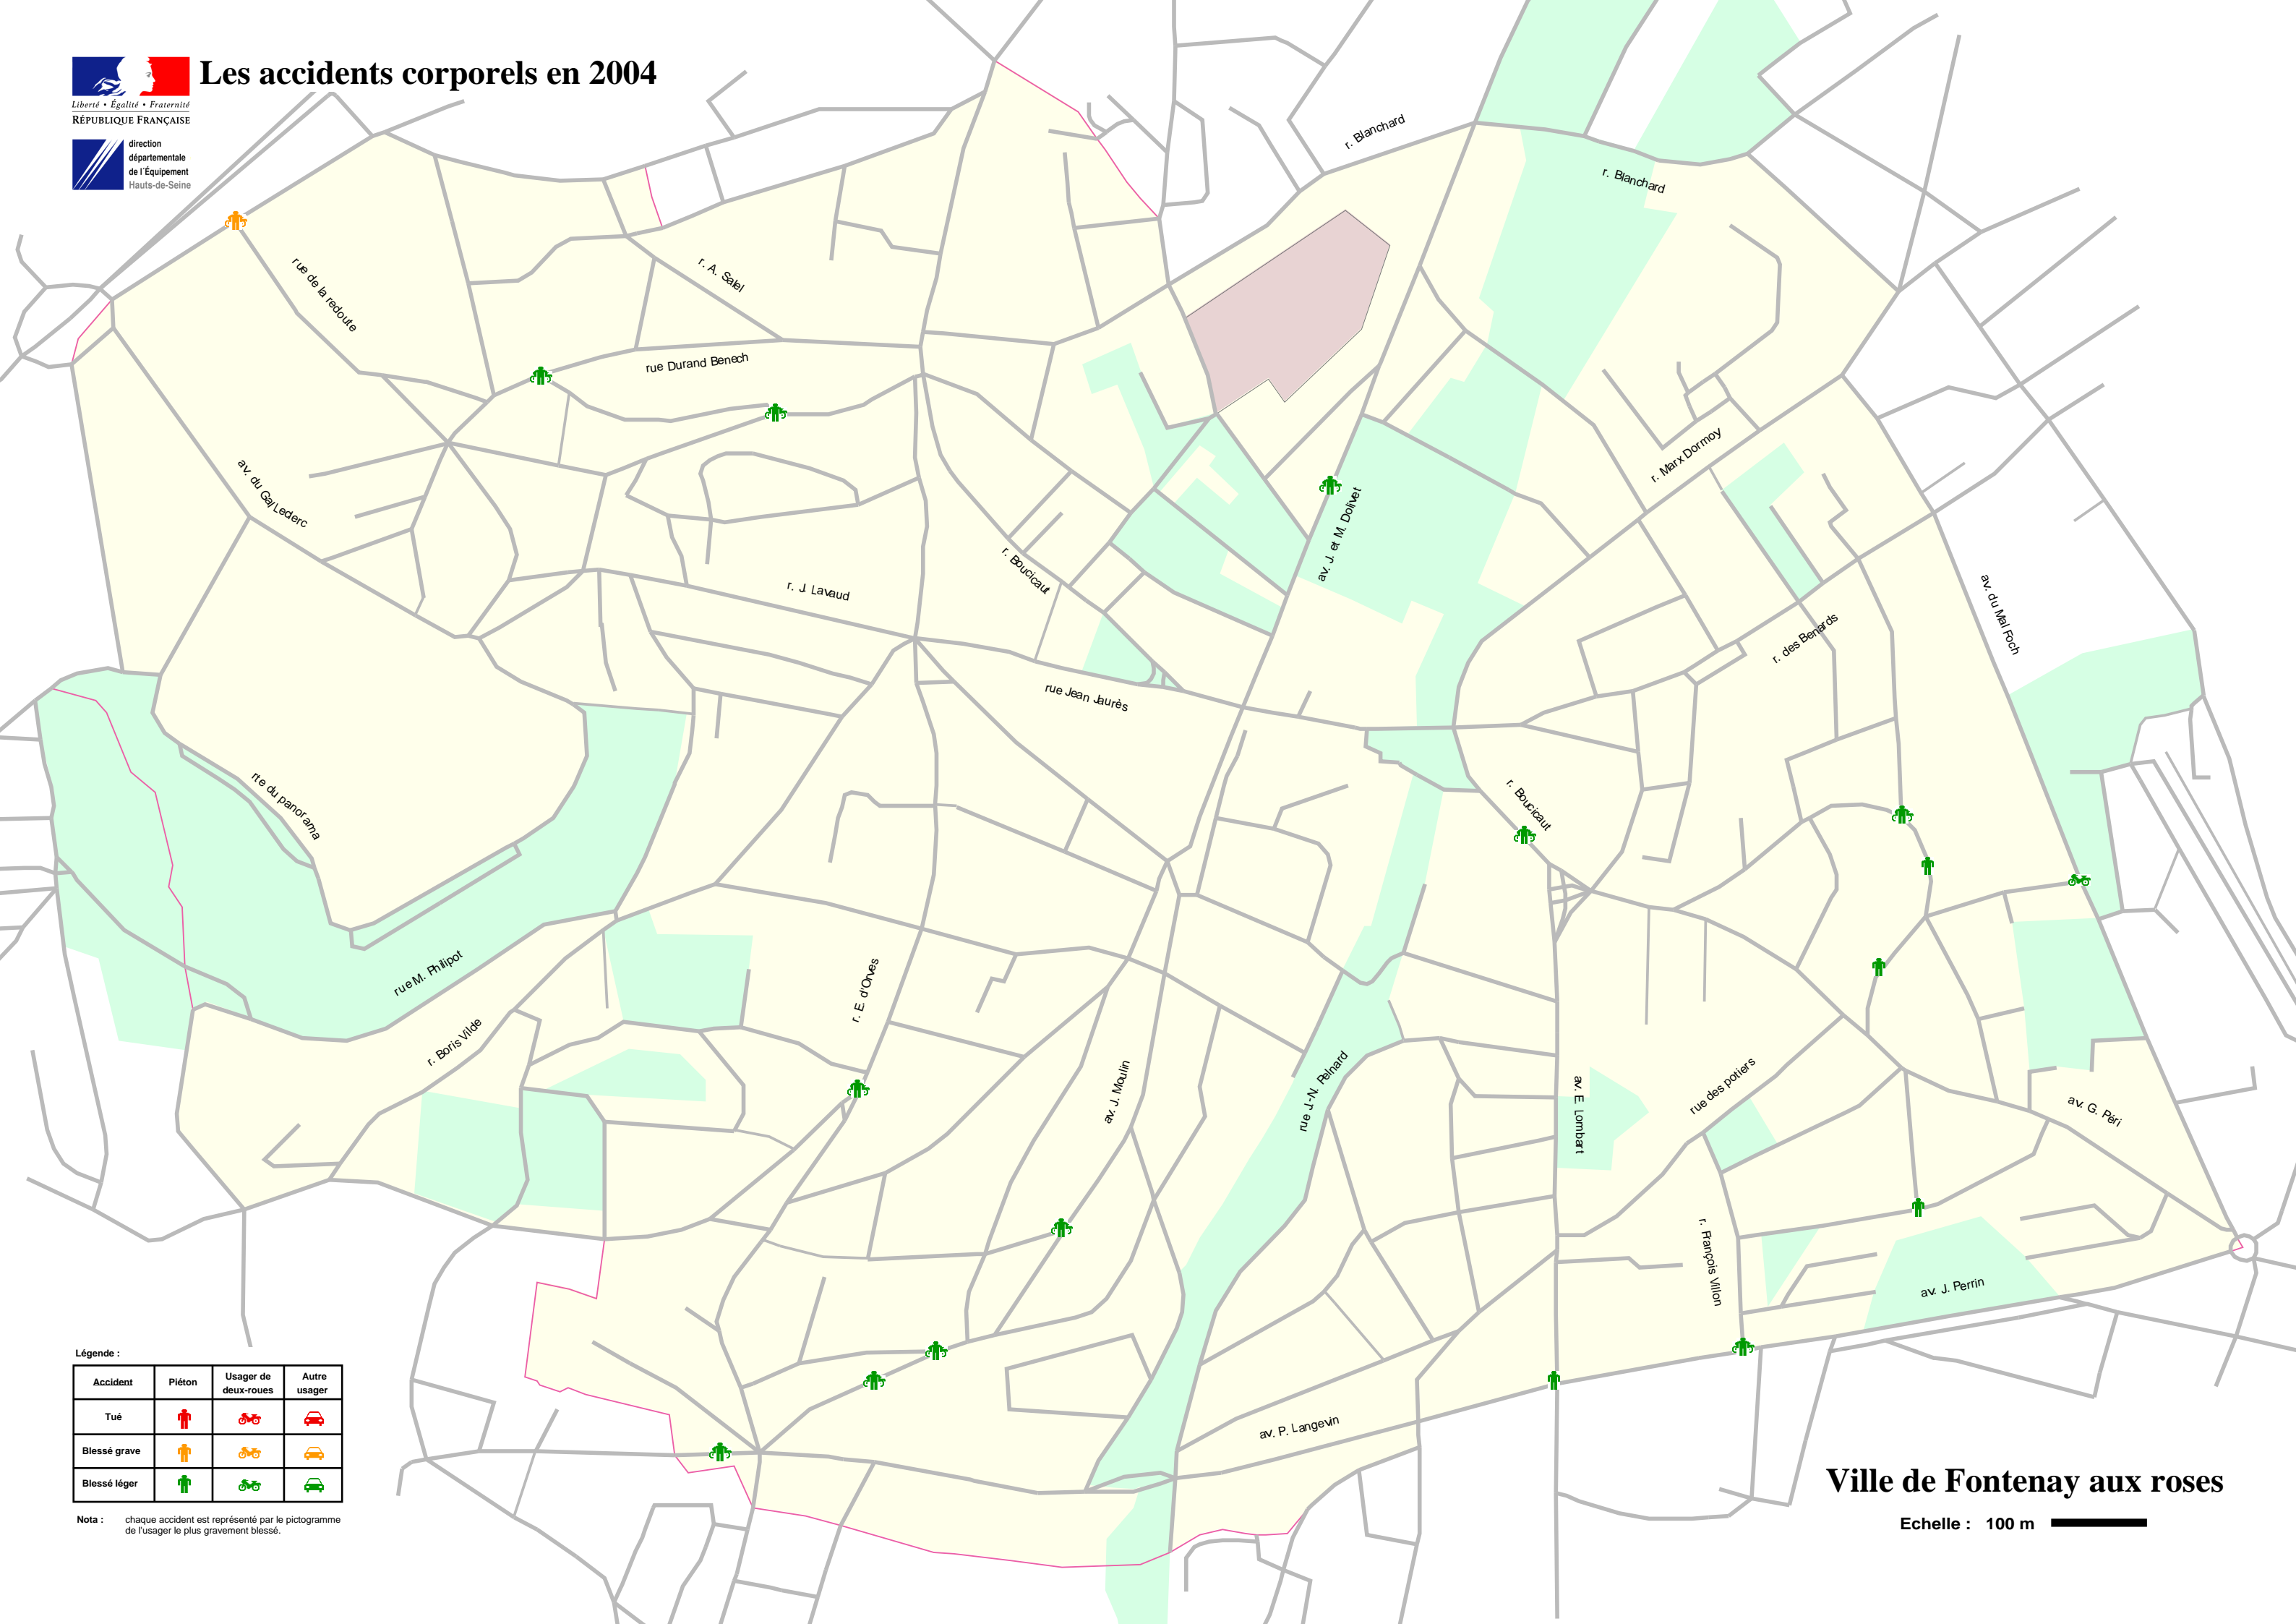 Les accidents corporels en 2004
Liberté • Égalité • Fraternité
RÉPUBLIQUE FRANÇAISE
direction
départementale
de l'Équipement
Hauts-de-Seine
r. Blanchard
r. Blanchard
rue de la redoute
r. A. Salel
rue Durand Benech
av. du Gal Leclerc
r. Marx Dormoy
av. J. et M. Dolivet
r. Boucicaut
r. J. Lavaud
av. du Mal Foch
r. des Benards
rue Jean Jaurès
rte du panorama
r. Boucicaut
rue M. Philipot
r. E. d'Orves
r. Boris Vilde
av. J. Moulin
rue J.-N. Pelnard
av. E. Lombart
rue des potiers
av. G. Péri
r. François Villon
av. J. Perrin
av. P. Langevin
Légende :
Accident
Piéton
Usager de
deux-roues
Autre
usager
Tué
Blessé grave
Blessé léger
Nota : chaque accident est représenté par le pictogramme
de l'usager le plus gravement blessé.
Ville de Fontenay aux roses
Echelle : 100 m